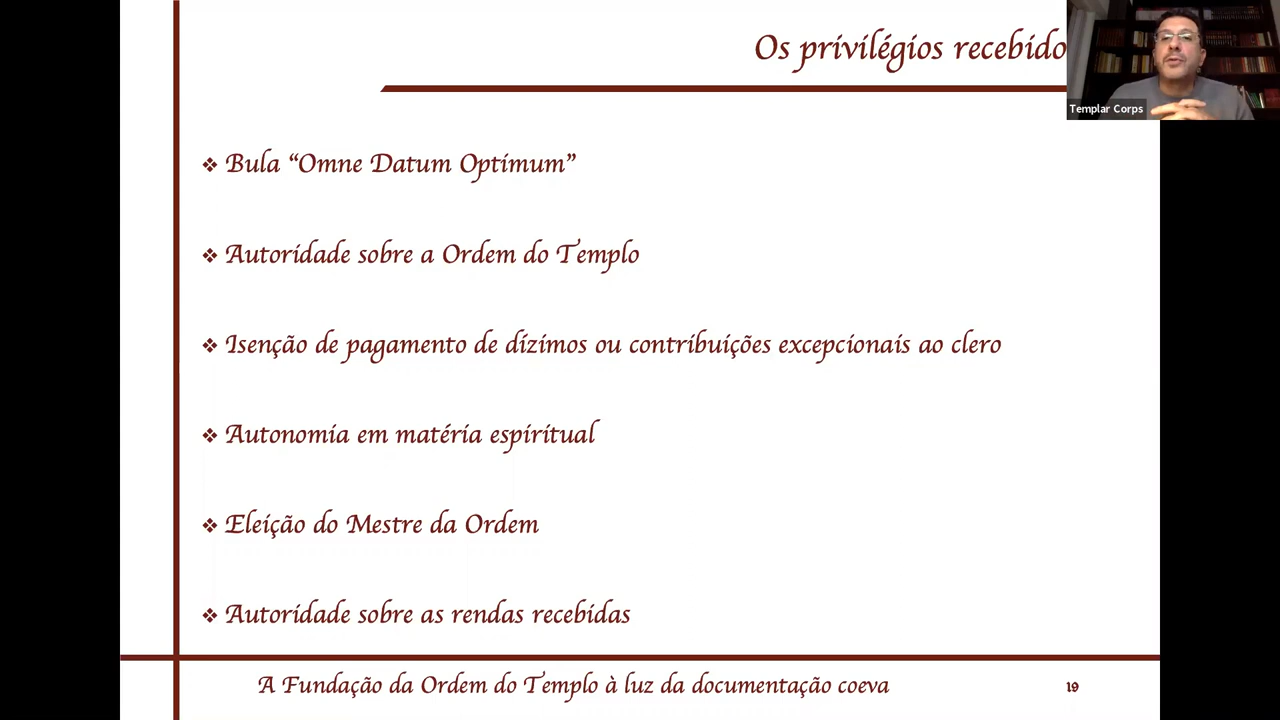 Os privilégios recebido
Templar Corps
❖ Bula “Omne Datum Optimum”
❖ Autoridade sobre a Ordem do Templo
❖ Isenção de pagamento de dízimos ou contribuições excepcionais ao clero
❖ Autonomia em matéria espiritual
❖ Eleição do Mestre da Ordem
❖ Autoridade sobre as rendas recebidas
A Fundação da Ordem do Templo à luz da documentação coeva
19